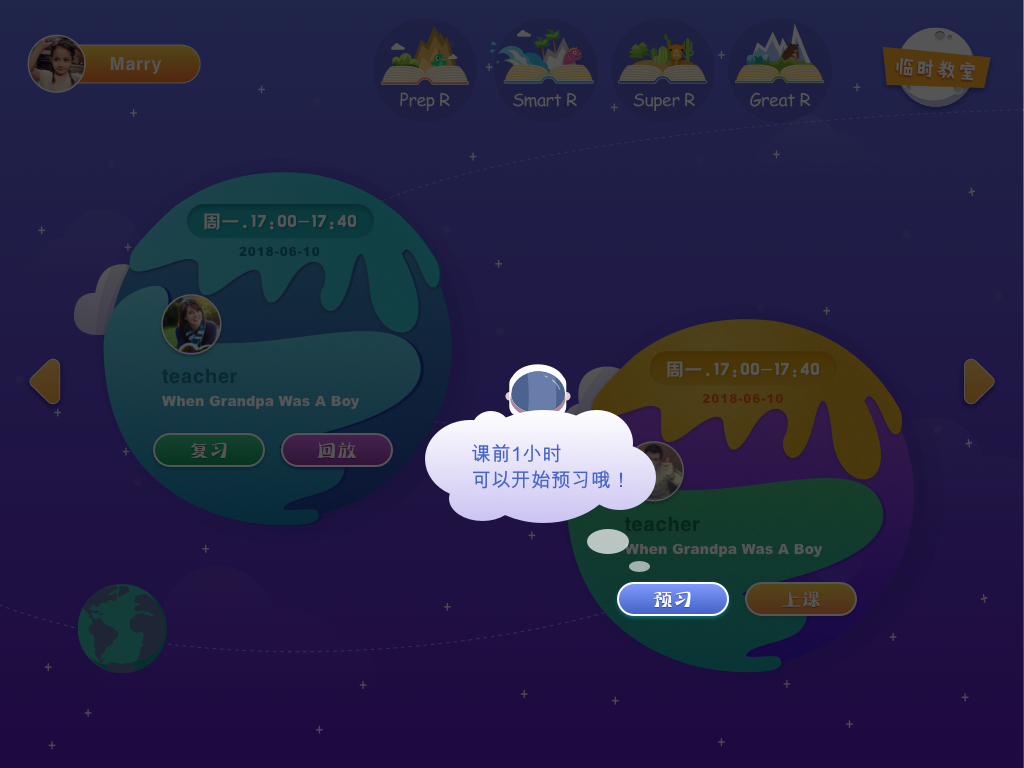 Marry
Prep R
Smart R
Super R
Great R
临时教室
周一.17:00-17:40
2018-06-10
teacher
When Grandpa Was A Boy
复习
回放
周一.17:00-17:40
2018-06-10
课前1小时
可以开始预习哦！
teacher
When Grandpa Was A Boy
预习
上课